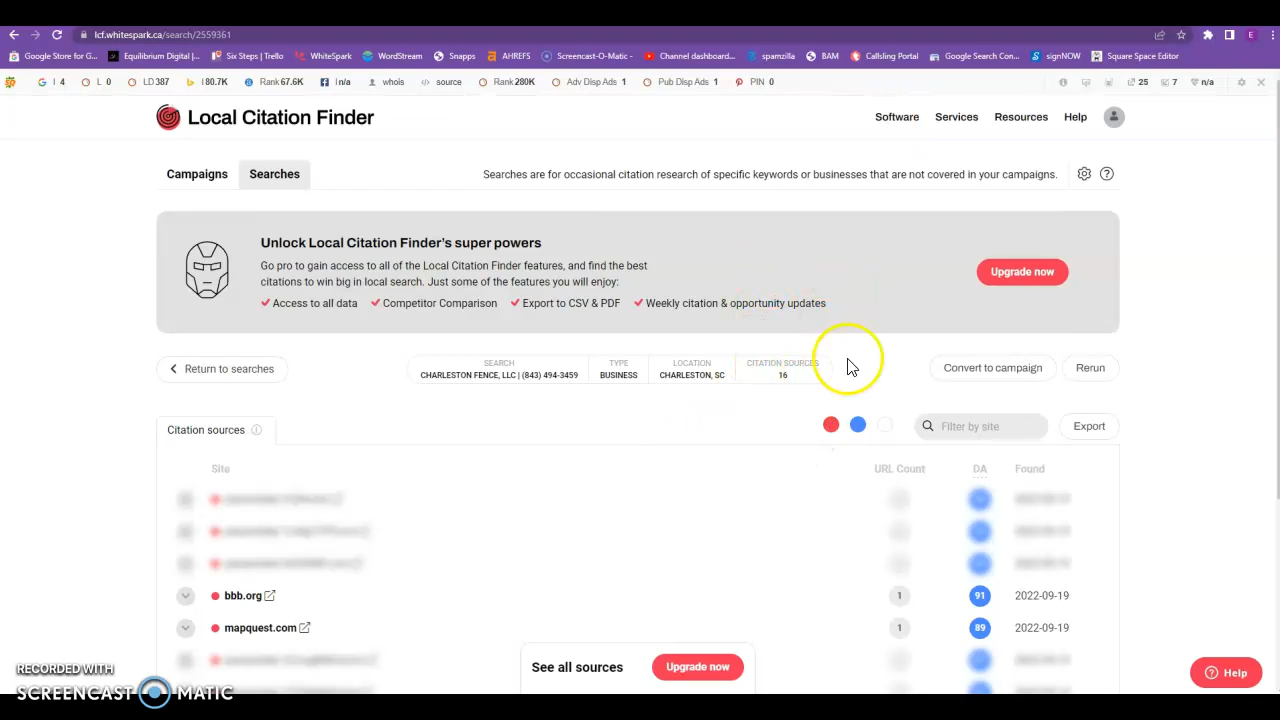 lcf.whitespark.ca/search/2559361
E
Google Store for G... Equilibrium Digital |... Six Steps | Trello WhiteSpark WordStream Snapps AHREFS Screencast-O-Matic - Channel dashboard... spamzilla BAM Callsling Portal Google Search Con... signNOW Square Space Editor
I 4 L 0 LD 387 I 80.7K Rank 67.6K I n/a whois source Rank 280K Adv Disp Ads 1 Pub Disp Ads 1 PIN 0 25 7 n/a
Local Citation Finder
Software Services Resources Help
Campaigns Searches Searches are for occasional citation research of specific keywords or businesses that are not covered in your campaigns.
Unlock Local Citation Finder's super powers
Go pro to gain access to all of the Local Citation Finder features, and find the best
citations to win big in local search. Just some of the features you will enjoy:
Access to all data Competitor Comparison Export to CSV & PDF Weekly citation & opportunity updates
Upgrade now
Return to searches
SEARCH TYPE LOCATION CITATION SOURCES
CHARLESTON FENCE, LLC | (843) 494-3459 BUSINESS CHARLESTON, SC 16
Convert to campaign Rerun
Citation sources Filter by site Export
Site URL Count DA Found
bbb.org 1 91 2022-09-19
mapquest.com 1 89 2022-09-19
See all sources Upgrade now
Help
RECORDED WITH
SCREENCAST MATIC